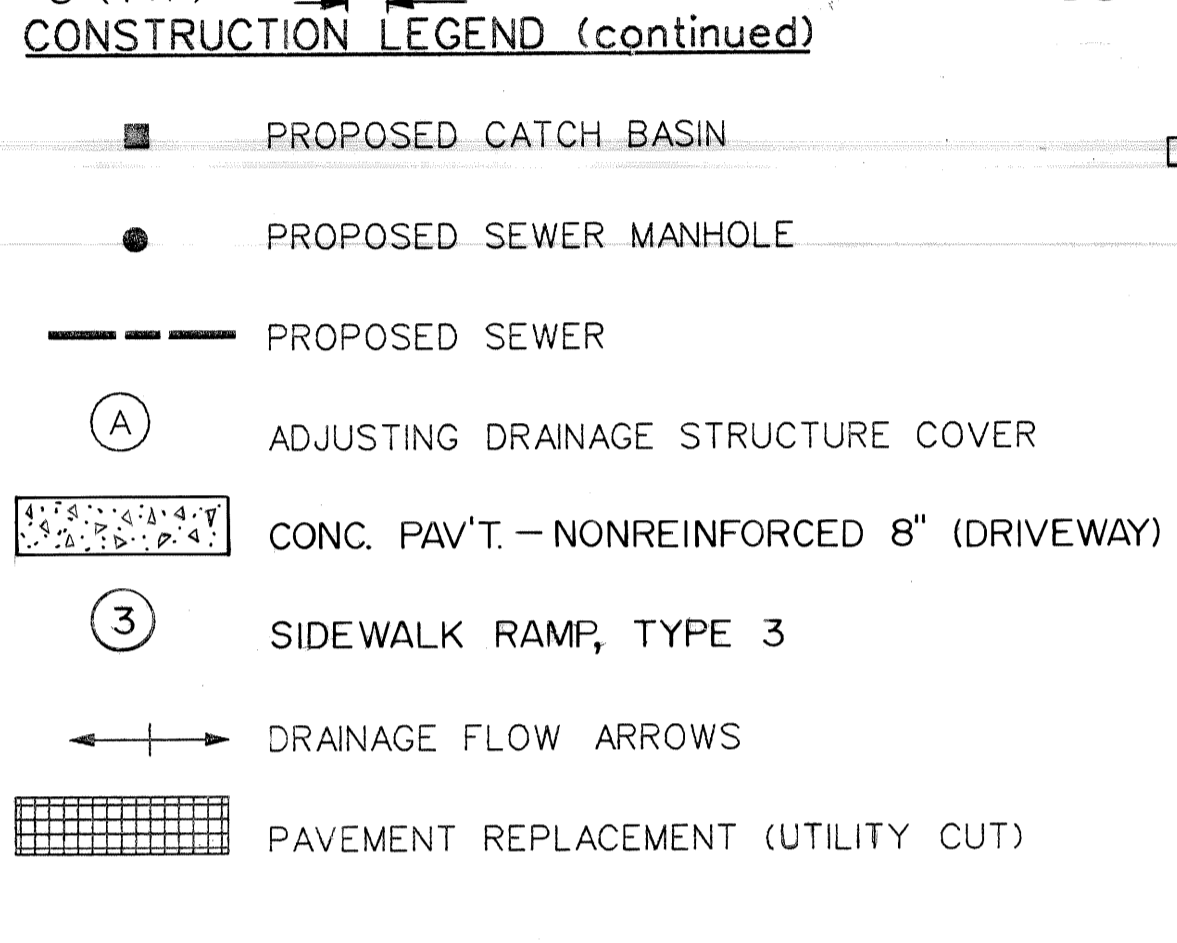 CONSTRUCTION LEGEND (continued)
PROPOSED CATCH BASIN
PROPOSED SEWER MANHOLE
PROPOSED SEWER
A ADJUSTING DRAINAGE STRUCTURE COVER
CONC. PAV'T. — NONREINFORCED 8" (DRIVEWAY)
3 SIDEWALK RAMP, TYPE 3
DRAINAGE FLOW ARROWS
PAVEMENT REPLACEMENT (UTILITY CUT)